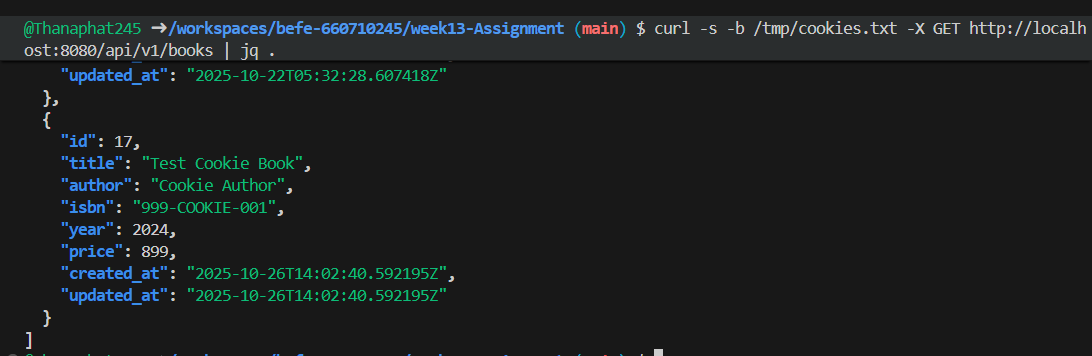 @Thanaphat245 ➜/workspaces/befe-660710245/week13-Assignment (main) $ curl -s -b /tmp/cookies.txt -X GET http://localh
ost:8080/api/v1/books | jq .
"updated_at": "2025-10-22T05:32:28.607418Z"
},
{
"id": 17,
"title": "Test Cookie Book",
"author": "Cookie Author",
"isbn": "999-COOKIE-001",
"year": 2024,
"price": 899,
"created_at": "2025-10-26T14:02:40.592195Z",
"updated_at": "2025-10-26T14:02:40.592195Z"
}
]